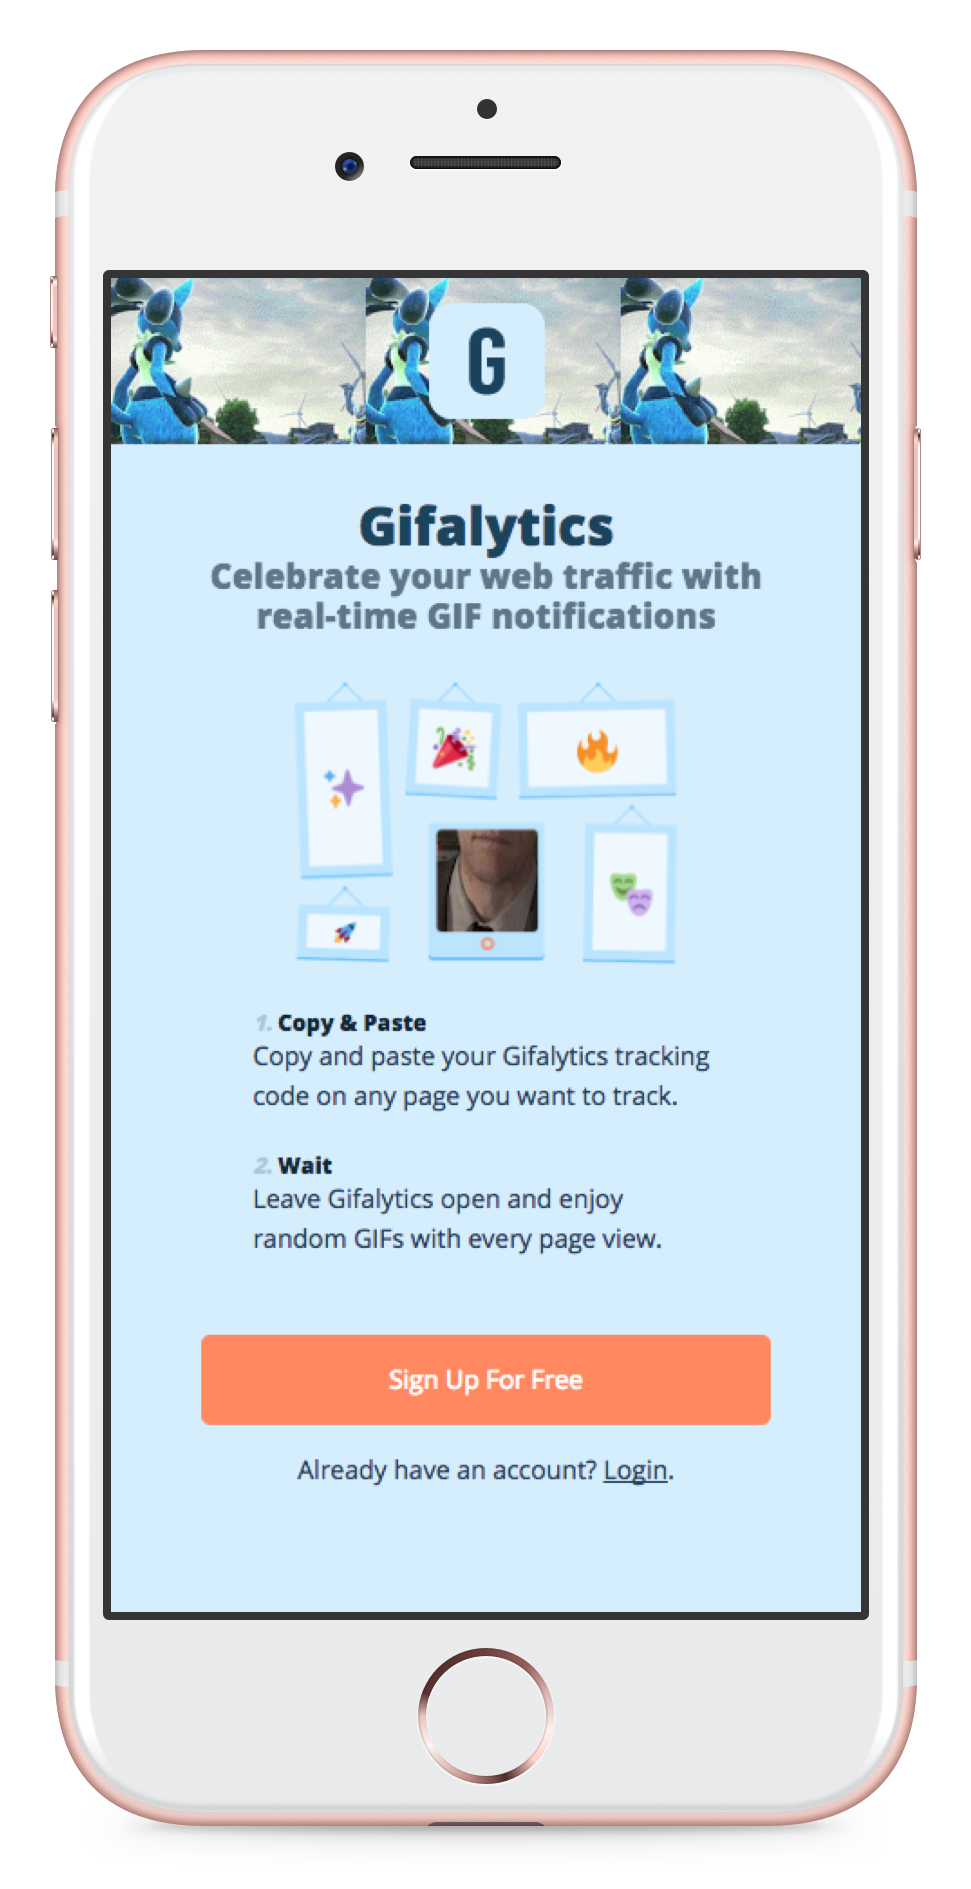 G
Gifalytics
Celebrate your web traffic with
real-time GIF notifications
1. Copy & Paste
Copy and paste your Gifalytics tracking
code on any page you want to track.
2. Wait
Leave Gifalytics open and enjoy
random GIFs with every page view.
Sign Up For Free
Already have an account? Login.